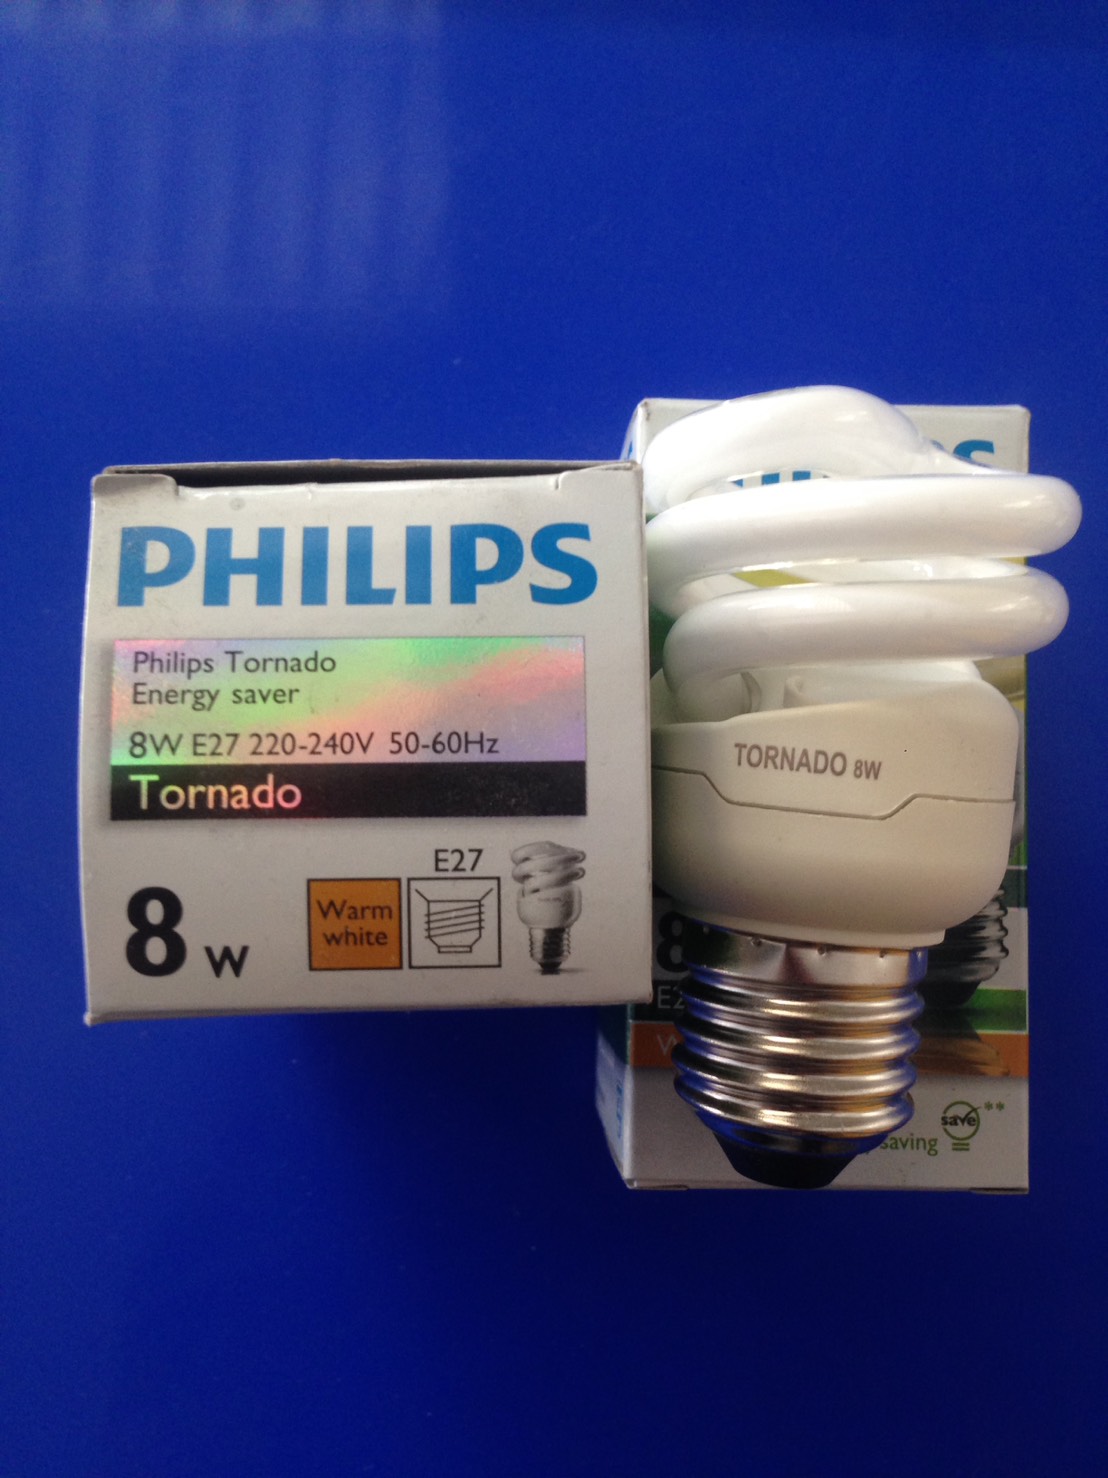 PHILIPS
Philips Tornado
Energy saver
8W E27 220-240V 50-60Hz
Tornado
E27
Warm
white
8 W
TORNADO 8W
8
save**
saving